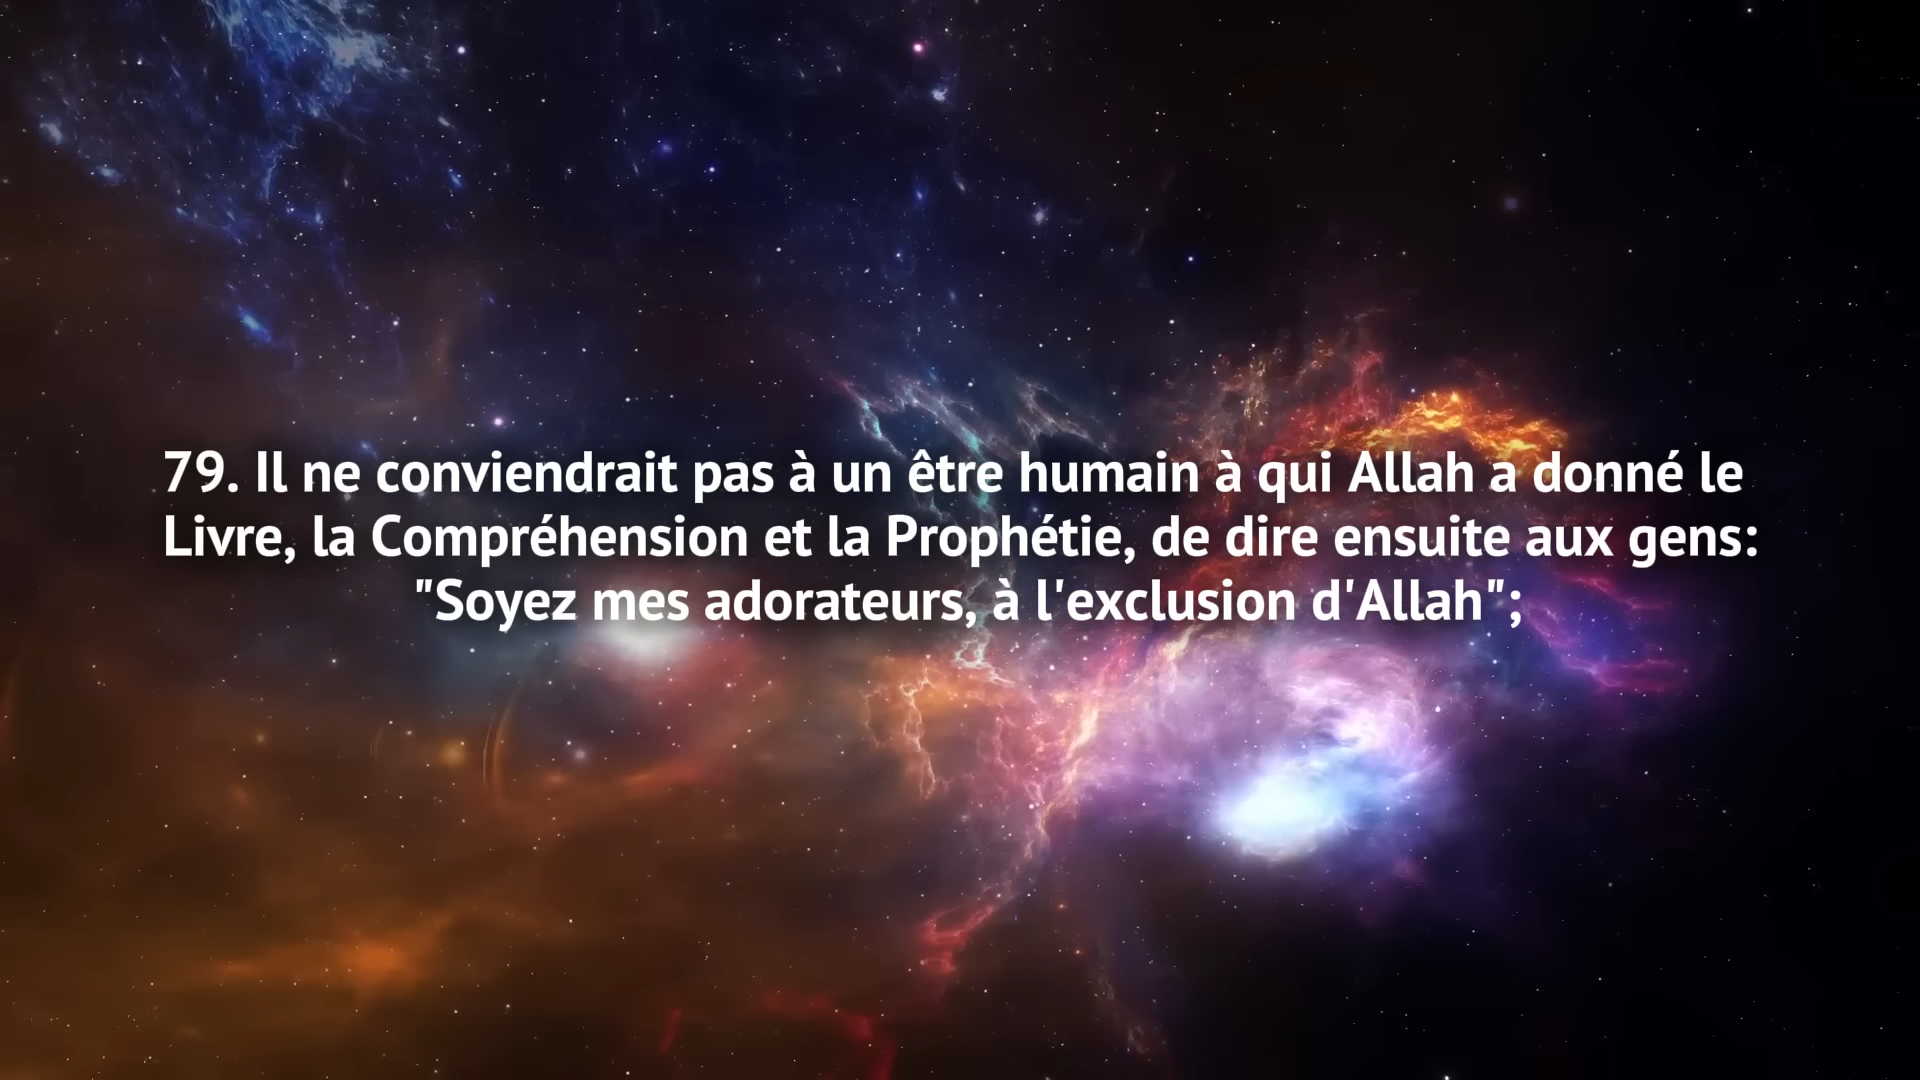 79. Il ne conviendrait pas à un être humain à qui Allah a donné le
Livre, la Compréhension et la Prophétie, de dire ensuite aux gens:
"Soyez mes adorateurs, à l'exclusion d'Allah";